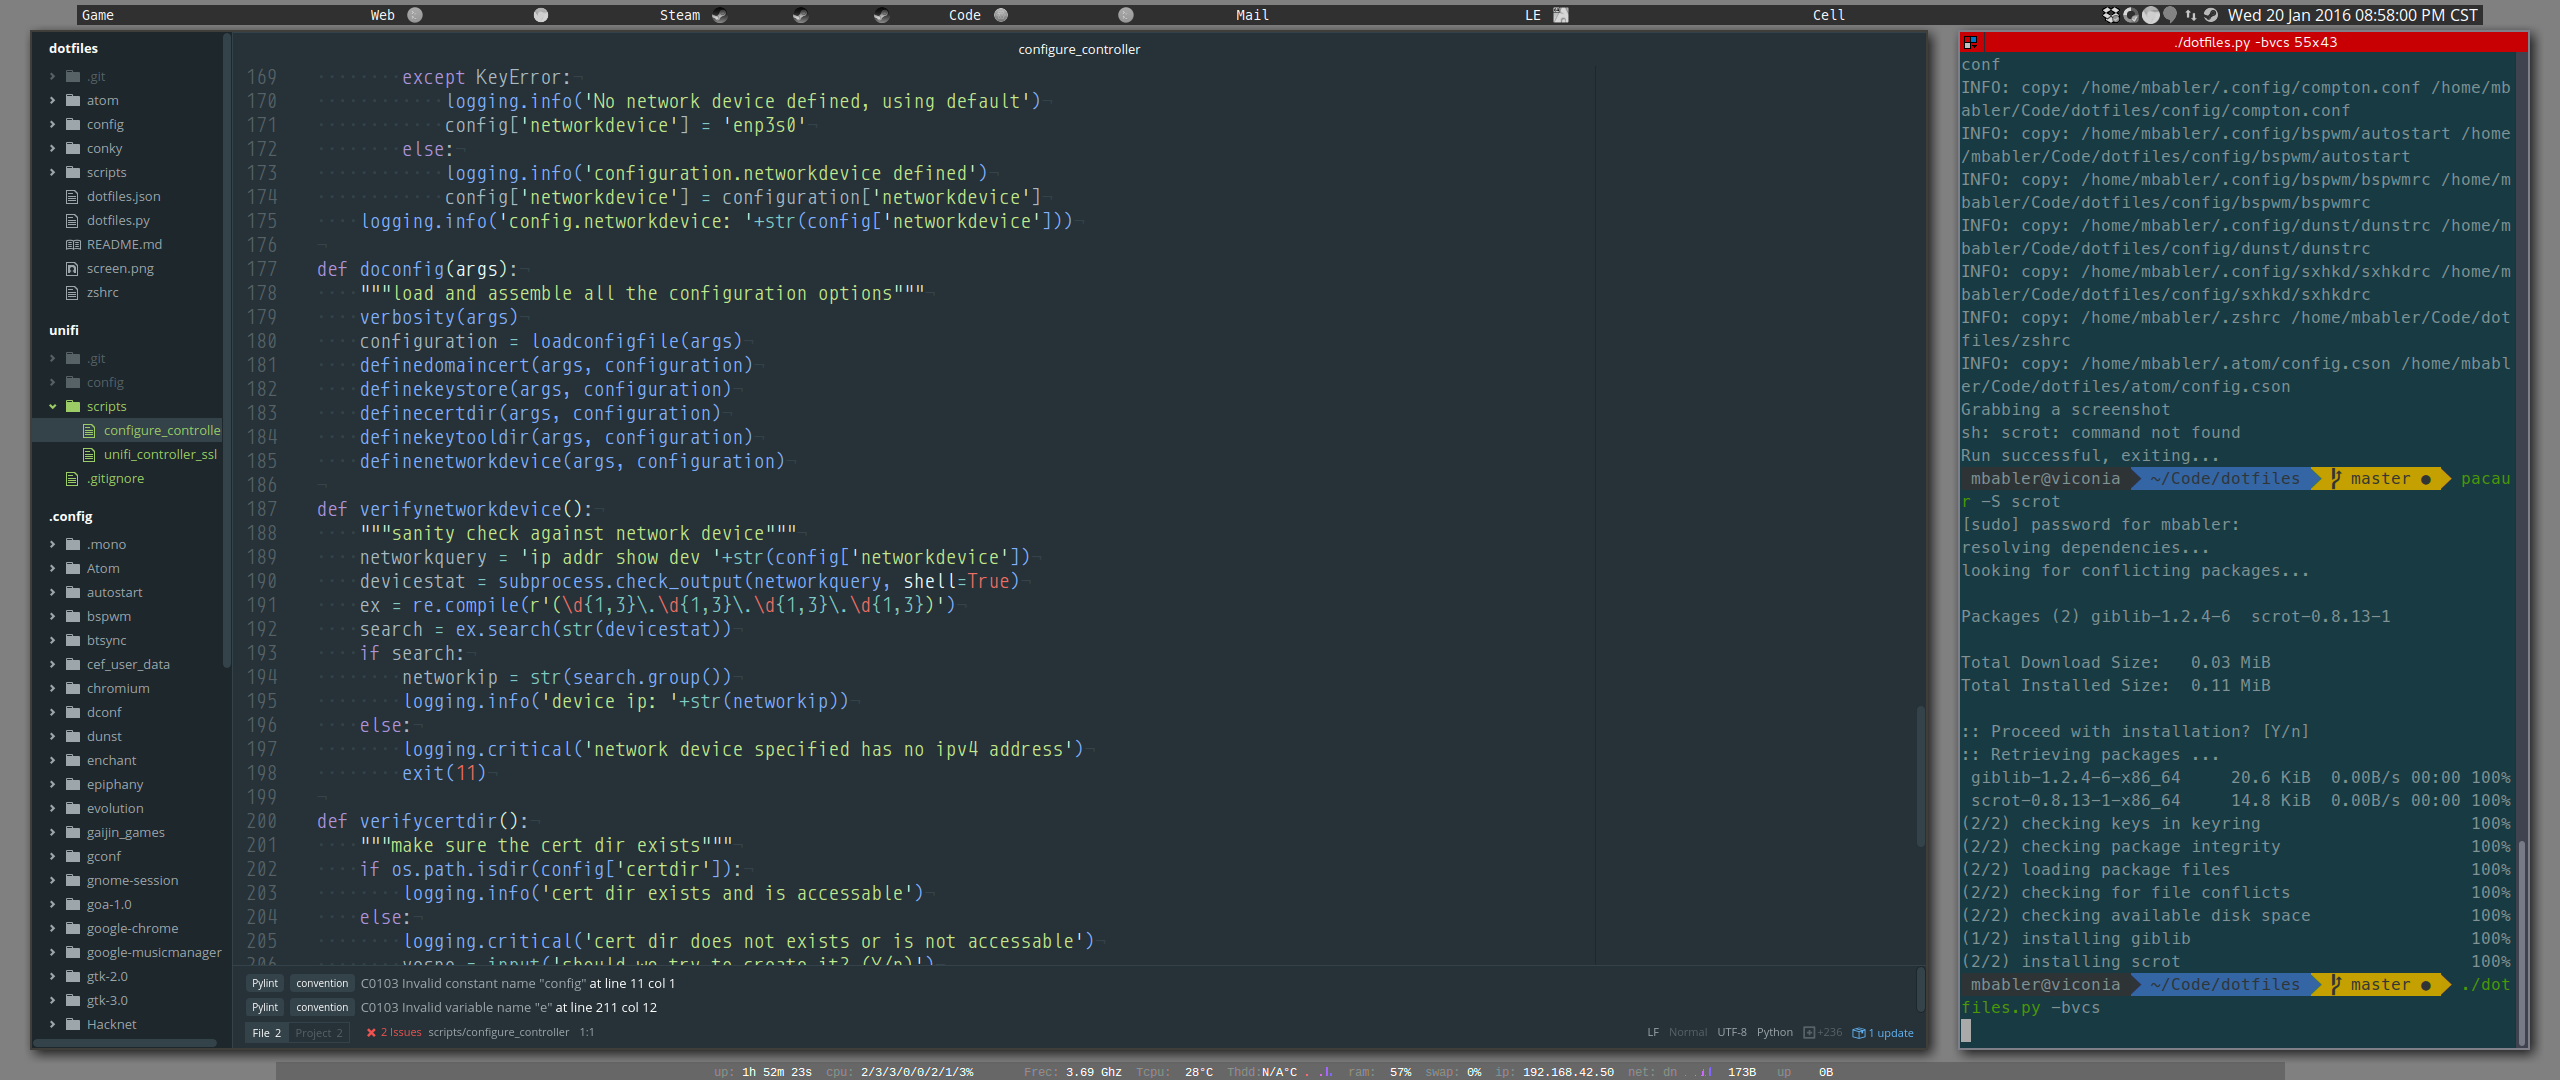 Game Web Steam Code Mail LE Cell Wed 20 Jan 2016 08:58:00 PM CST
dotfiles
.git
atom
config
conky
scripts
dotfiles.json
dotfiles.py
README.md
screen.png
zshrc
unifi
.git
config
scripts
configure_controlle
unifi_controller_ssl
.gitignore
.config
.mono
Atom
autostart
bspwm
btsync
cef_user_data
chromium
dconf
dunst
enchant
epiphany
evolution
gaijin_games
gconf
gnome-session
goa-1.0
google-chrome
google-musicmanager
gtk-2.0
gtk-3.0
Hacknet
configure_controller
169 except KeyError:
170 logging.info('No network device defined, using default')
171 config['networkdevice'] = 'enp3s0'
172 else:
173 logging.info('configuration.networkdevice defined')
174 config['networkdevice'] = configuration['networkdevice']
175 logging.info('config.networkdevice: '+str(config['networkdevice']))
176
177 def doconfig(args):
178 """load and assemble all the configuration options"""
179 verbosity(args)
180 configuration = loadconfigfile(args)
181 definedomaincert(args, configuration)
182 definekeystore(args, configuration)
183 definecertdir(args, configuration)
184 definekeytooldir(args, configuration)
185 definenetworkdevice(args, configuration)
186
187 def verifynetworkdevice():
188 """sanity check against network device"""
189 networkquery = 'ip addr show dev '+str(config['networkdevice'])
190 devicestat = subprocess.check_output(networkquery, shell=True)
191 ex = re.compile(r'(\d{1,3}\.\d{1,3}\.\d{1,3}\.\d{1,3})')
192 search = ex.search(str(devicestat))
193 if search:
194 networkip = str(search.group())
195 logging.info('device ip: '+str(networkip))
196 else:
197 logging.critical('network device specified has no ipv4 address')
198 exit(11)
199
200 def verifycertdir():
201 """make sure the cert dir exists"""
202 if os.path.isdir(config['certdir']):
203 logging.info('cert dir exists and is accessable')
204 else:
205 logging.critical('cert dir does not exists or is not accessable')
206 yesno = input('should we try to create it? (Y/n)')
Pylint convention C0103 Invalid constant name "config" at line 11 col 1
Pylint convention C0103 Invalid variable name "e" at line 211 col 12
File 2 Project 2 2 Issues scripts/configure_controller 1:1 LF Normal UTF-8 Python +236 1 update
./dotfiles.py -bvcs 55x43
conf
INFO: copy: /home/mbabler/.config/compton.conf /home/mb
abler/Code/dotfiles/config/compton.conf
INFO: copy: /home/mbabler/.config/bspwm/autostart /home
/mbabler/Code/dotfiles/config/bspwm/autostart
INFO: copy: /home/mbabler/.config/bspwm/bspwmrc /home/m
babler/Code/dotfiles/config/bspwm/bspwmrc
INFO: copy: /home/mbabler/.config/dunst/dunstrc /home/m
babler/Code/dotfiles/config/dunst/dunstrc
INFO: copy: /home/mbabler/.config/sxhkd/sxhkdrc /home/m
babler/Code/dotfiles/config/sxhkd/sxhkdrc
INFO: copy: /home/mbabler/.zshrc /home/mbabler/Code/dot
files/zshrc
INFO: copy: /home/mbabler/.atom/config.cson /home/mbabl
er/Code/dotfiles/atom/config.cson
Grabbing a screenshot
sh: scrot: command not found
Run successful, exiting...
mbabler@viconia ~/Code/dotfiles master ● pacau
r -S scrot
[sudo] password for mbabler:
resolving dependencies...
looking for conflicting packages...
Packages (2) giblib-1.2.4-6 scrot-0.8.13-1
Total Download Size: 0.03 MiB
Total Installed Size: 0.11 MiB
:: Proceed with installation? [Y/n]
:: Retrieving packages ...
giblib-1.2.4-6-x86_64 20.6 KiB 0.00B/s 00:00 100%
scrot-0.8.13-1-x86_64 14.8 KiB 0.00B/s 00:00 100%
(2/2) checking keys in keyring 100%
(2/2) checking package integrity 100%
(2/2) loading package files 100%
(2/2) checking for file conflicts 100%
(2/2) checking available disk space 100%
(1/2) installing giblib 100%
(2/2) installing scrot 100%
mbabler@viconia ~/Code/dotfiles master ● ./dot
files.py -bvcs
up: 1h 52m 23s cpu: 2/3/3/0/0/2/1/3% Frec: 3.69 Ghz Tcpu: 28°C Thdd:N/A°C ram: 57% swap: 0% ip: 192.168.42.50 net: dn 173B up 0B